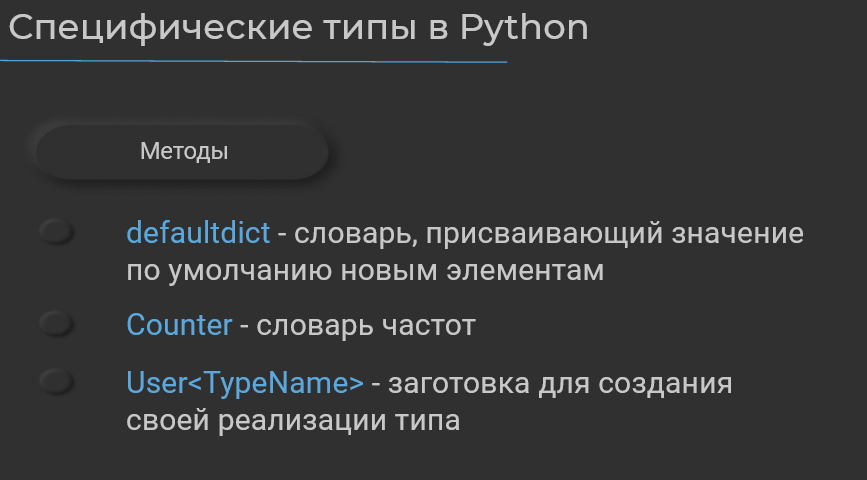 Специфические типы в Python
Методы
defaultdict - словарь, присваивающий значение
по умолчанию новым элементам
Counter - словарь частот
User<TypeName> - заготовка для создания
своей реализации типа